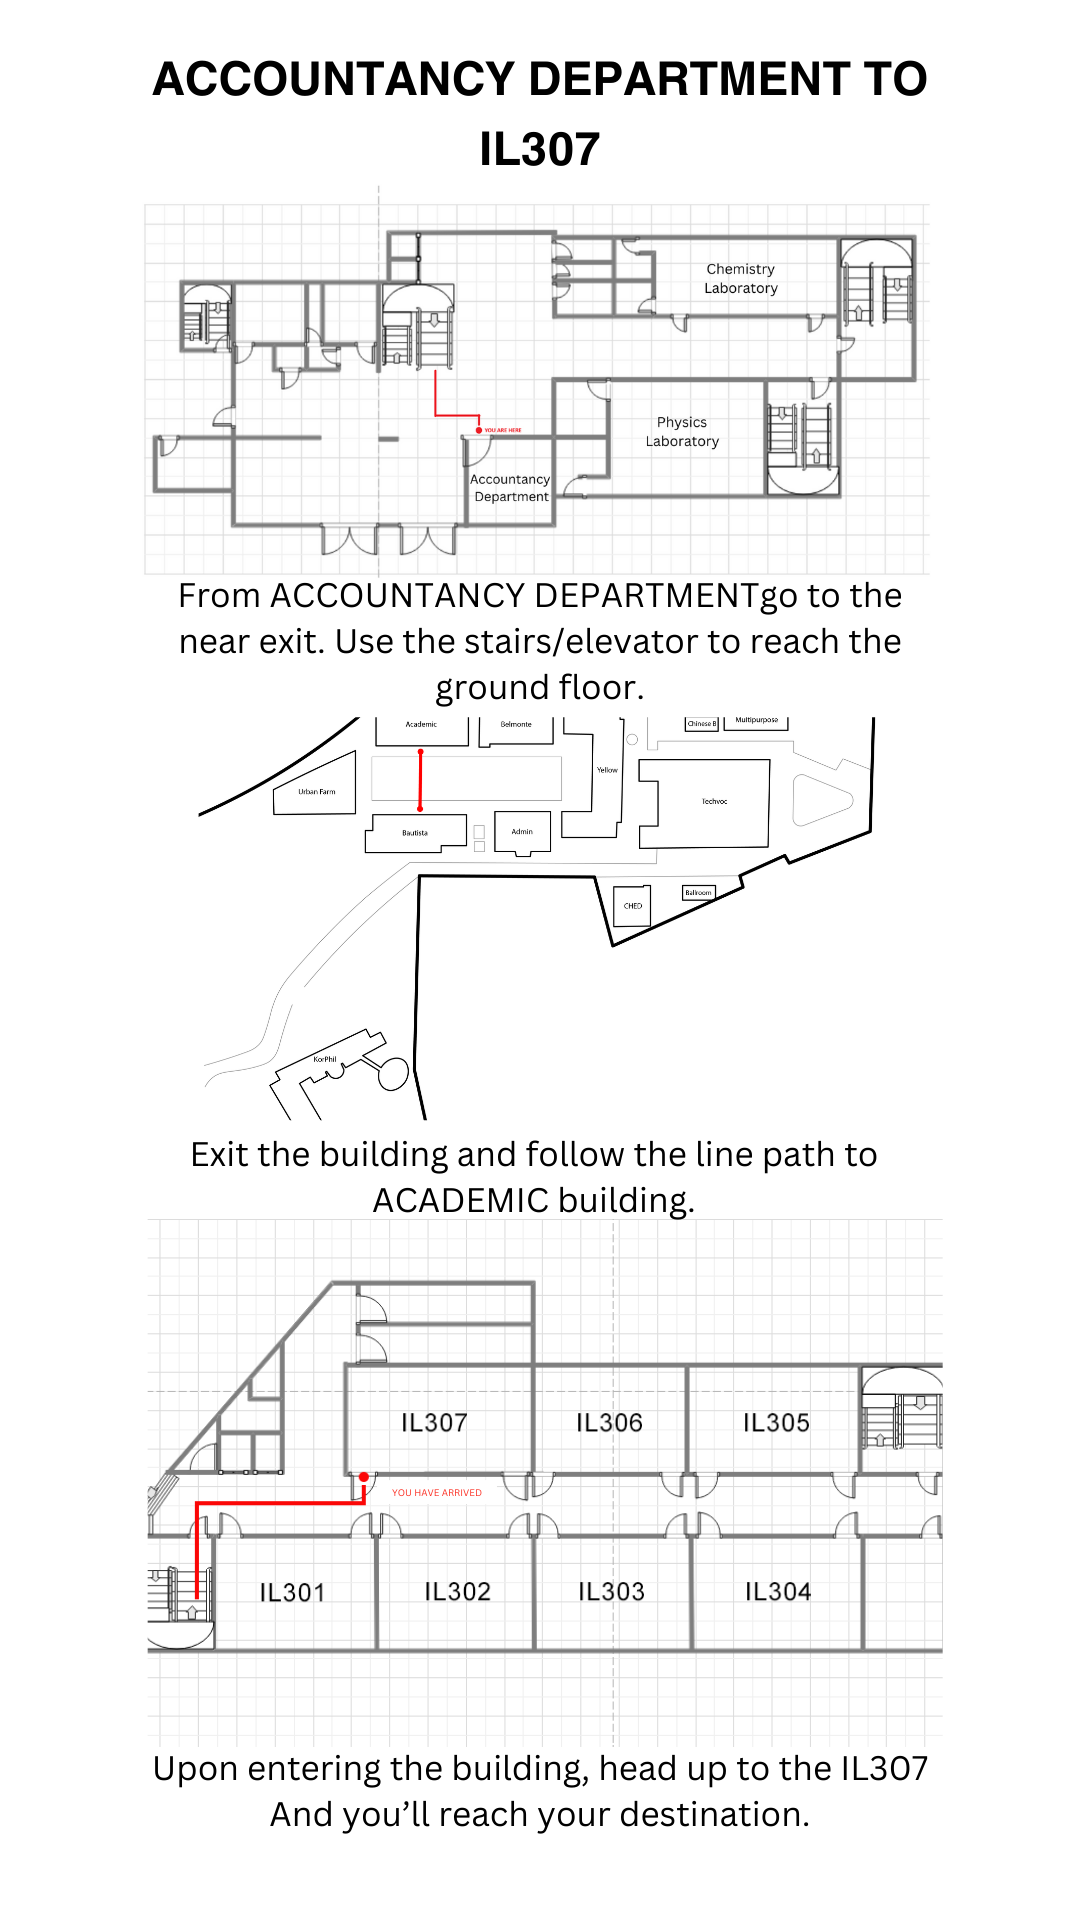 ACCOUNTANCY DEPARTMENT TO
IL307
Chemistry
Laboratory
Physics
Laboratory
YOU ARE HERE
Accountancy
Department
From ACCOUNTANCY DEPARTMENTgo to the
near exit. Use the stairs/elevator to reach the
ground floor.
Academic
Belmonte
Chinese B
Multipurpose
Urban Farm
Yellow
Techvoc
Bautista
Admin
CHED
Ballroom
KorPhil
Exit the building and follow the line path to
ACADEMIC building.
IL307
IL306
IL305
YOU HAVE ARRIVED
IL301
IL302
IL303
IL304
Upon entering the building, head up to the IL307
And you’ll reach your destination.